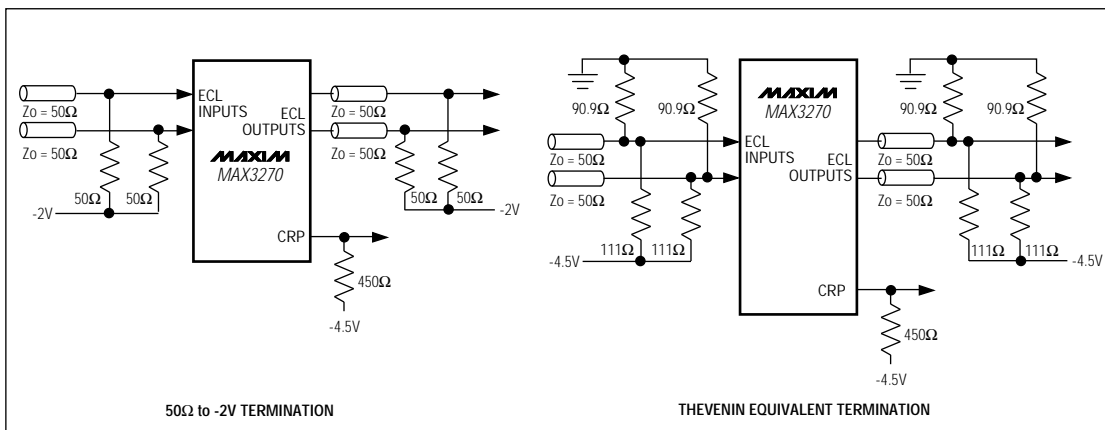 ECL
INPUTS
ECL
OUTPUTS
MAXIM
MAX3270
CRP
Zo = 50Ω
Zo = 50Ω
Zo = 50Ω
Zo = 50Ω
50Ω
50Ω
-2V
50Ω
50Ω
-2V
450Ω
-4.5V
50Ω to -2V TERMINATION
90.9Ω
90.9Ω
MAXIM
MAX3270
90.9Ω
90.9Ω
ECL
INPUTS
ECL
OUTPUTS
CRP
Zo = 50Ω
Zo = 50Ω
Zo = 50Ω
Zo = 50Ω
111Ω
111Ω
-4.5V
111Ω
111Ω
-4.5V
450Ω
-4.5V
THEVENIN EQUIVALENT TERMINATION